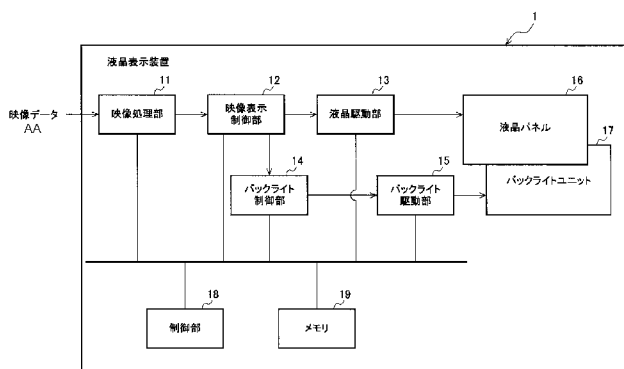 1
液晶表示装置
11
12
13
16
映像データ
AA
映像処理部
映像表示
制御部
液晶駆動部
液晶パネル
17
14
15
バックライト
制御部
バックライト
駆動部
バックライトユニット
18
19
制御部
メモリ